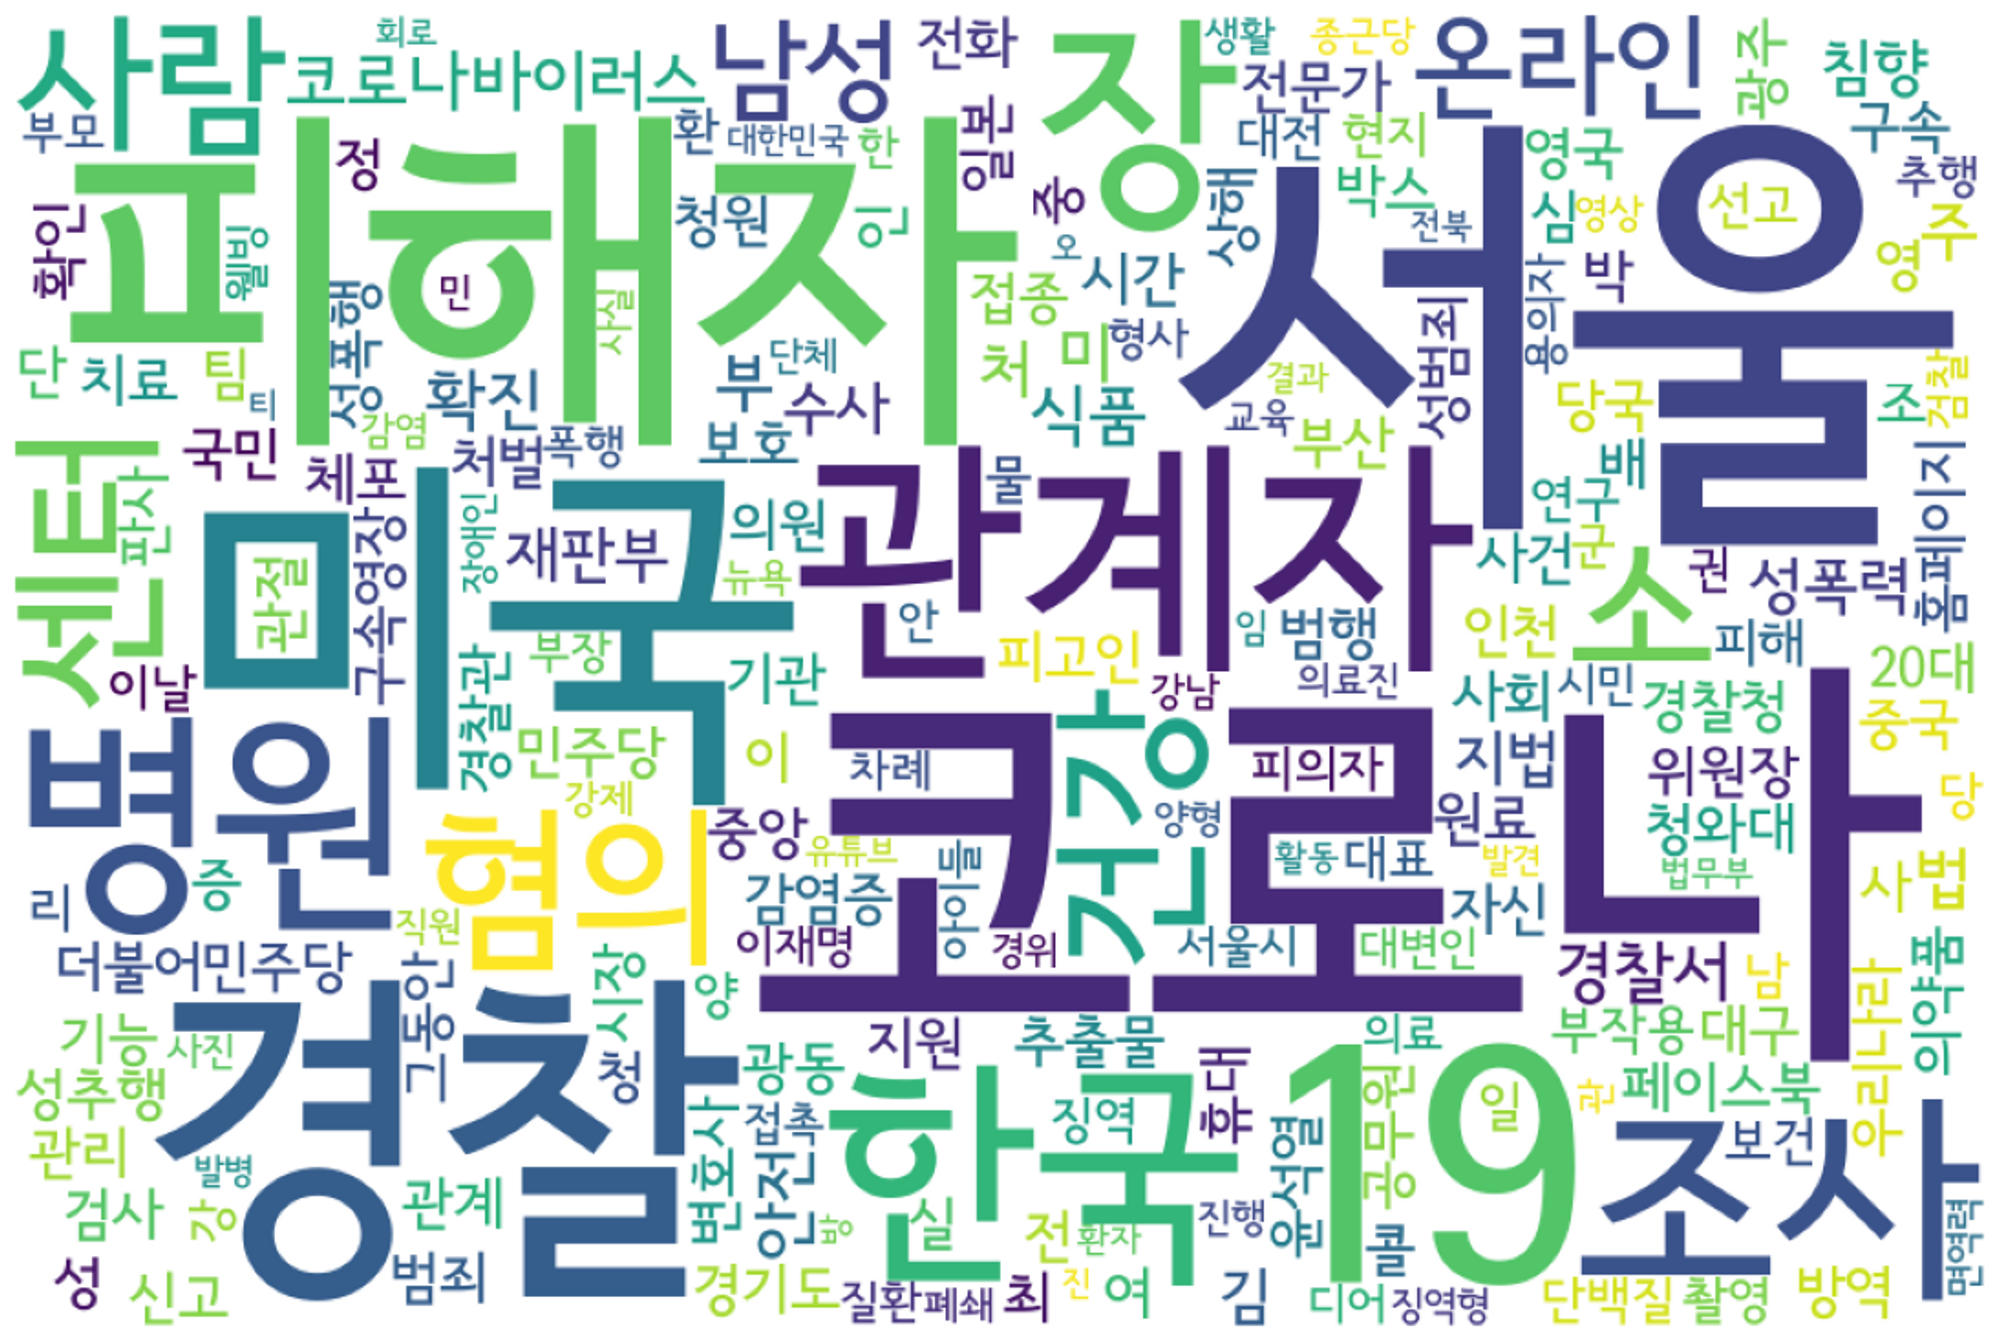 사람
회로
코로나바이러스
남성
전화
장
생활
종근당
온라인
광주
침향
부모
정
환
대한민국
한
일본
전문가
대전
현지
영국
구속
추행
피해자
서울
확인
웰빙
민
사실
청원
인
중
오
상해
박스
전북
심
영상
선고
주
영
박
용의자
시간
접종
성폭행
단
치료
팀
티
감염
확진
부
단체
수사
처
미
형사
식품
결과
교육
성범죄
부산
당국
조
검찰
센터
판사
국민
체포
처벌
폭행
보호
물
배
연구
홈페이지
미국
관절
구속영장
장애인
재판부
의원
뉴욕
관계자
사건
군
소
권
성폭력
이날
경찰관
부장
기관
안
피고인
임
범행
의료진
인천
피해
20대
강남
사회
시민
경찰청
중국
병원
민주당
이
강제
혐의
중앙
유튜브
코로나
차례
건강
피의자
양형
지법
위원장
당
원료
청와대
발견
법무부
활동
대표
리
증
직원
감염증
아이돌
자신
사법
더불어민주당
그동안
시장
이재명
경위
서울시
대변인
경찰서
남
우리나라
의약품
양
경찰
기능
사진
청
광동
지원
추출물
휴대
의료
부작용
대구
19
성추행
관리
발병
접촉
한국
징역
공무원
일
관
페이스북
조사
보건
면역력
검사
강
관계
변호사
안전
방
실
전
환자
진행
윤석열
콜
성
신고
범죄
경기도
질환
폐쇄
최
진
여
김
디어
징역형
단백질
촬영
방역